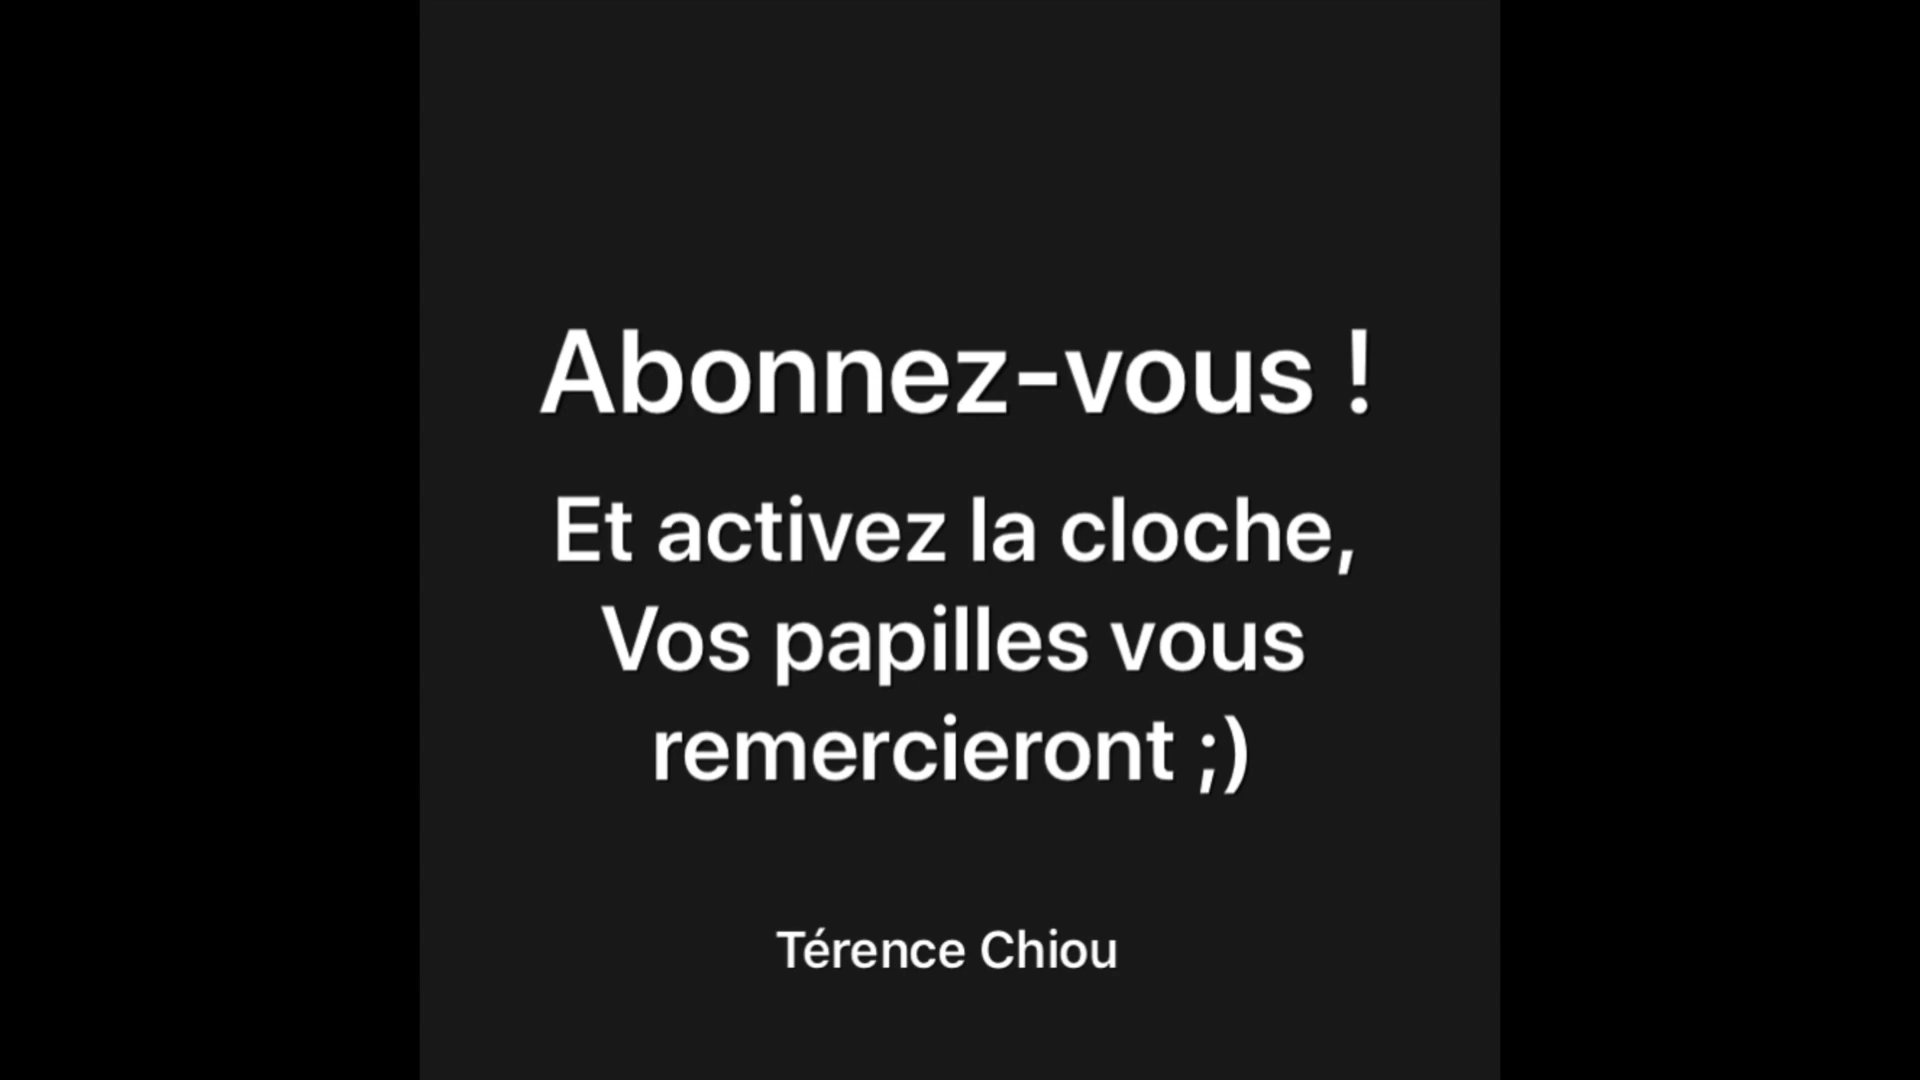 Abonnez-vous !
Et activez la cloche,
Vos papilles vous
remercieront ;)
Térence Chiou